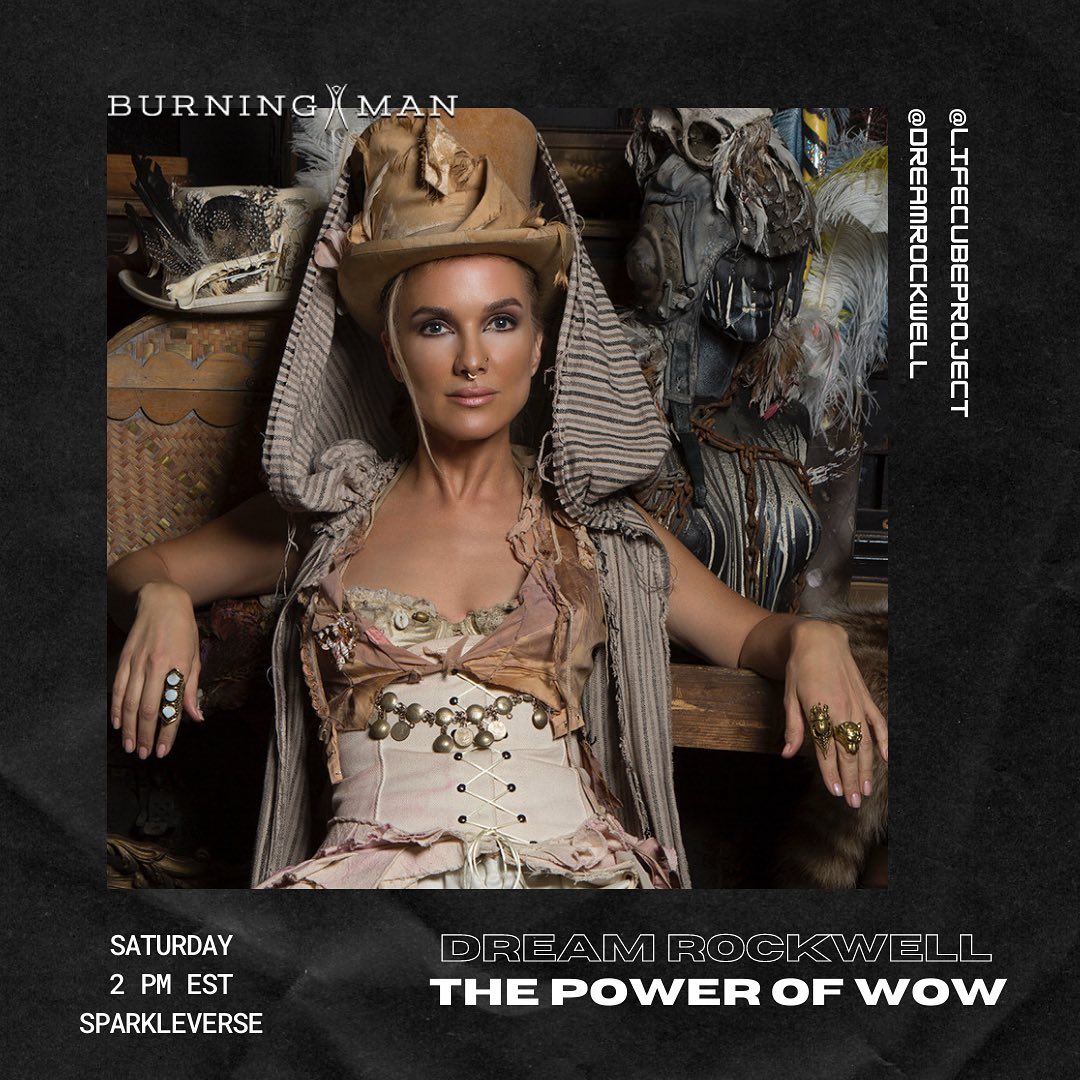 BURNING MAN
@LIFECUBEPROJECT
@DREAMROCKWELL
SATURDAY
2 PM EST
SPARKLEVERSE
DREAM ROCKWELL
THE POWER OF WOW